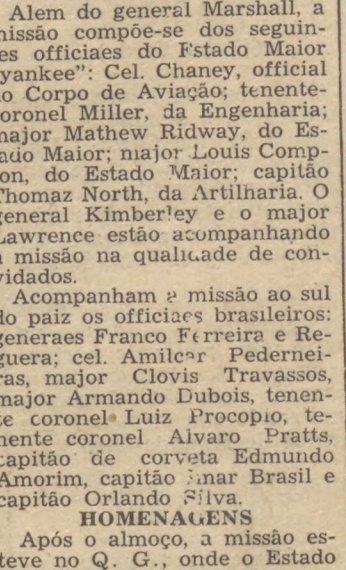 Alem do general Marshall, a
missão compõe-se dos seguin-
es officiaes do Estado Maior
yankee": Cel. Chaney, official
do Corpo de Aviação; tenente-
coronel Miller, da Engenharia;
major Mathew Ridway, do Es-
tado Maior; major Louis Comp-
on, do Estado Maior; capitão
Thomaz North, da Artilharia. O
general Kimberley e o major
Lawrence estão acompanhando
a missão na qualidade de con-
vidados.
Acompanham a missão ao sul
do paiz os officiaes brasileiros:
generaes Franco Ferreira e Re-
guera; cel. Amilcar Pedernei-
ras, major Clovis Travassos,
major Armando Dubois, tenen-
te coronel Luiz Procopio, te-
nente coronel Alvaro Pratts,
capitão de corveta Edmundo
Amorim, capitão Brasil e
capitão Orlando Silva.
HOMENAGENS
Após o almoço, a missão es-
teve no Q. G., onde o Estado